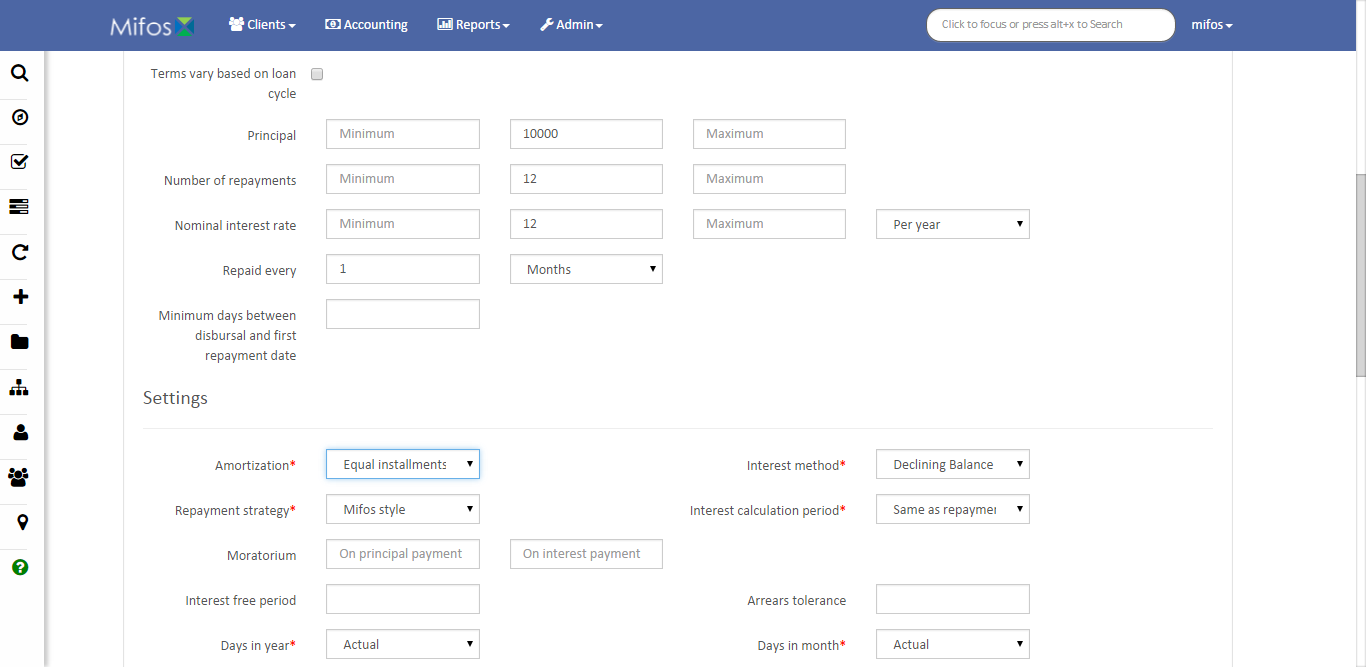 Mifos Clients Accounting Reports Admin Click to focus or press alt+x to Search mifos
Terms vary based on loan
cycle
Principal Minimum 10000 Maximum
Number of repayments Minimum 12 Maximum
Nominal interest rate Minimum 12 Maximum Per year
Repaid every 1 Months
Minimum days between
disbursal and first
repayment date
Settings
Amortization* Equal installments Interest method* Declining Balance
Repayment strategy* Mifos style Interest calculation period* Same as repaymen
Moratorium On principal payment On interest payment
Interest free period Arrears tolerance
Days in year* Actual Days in month* Actual